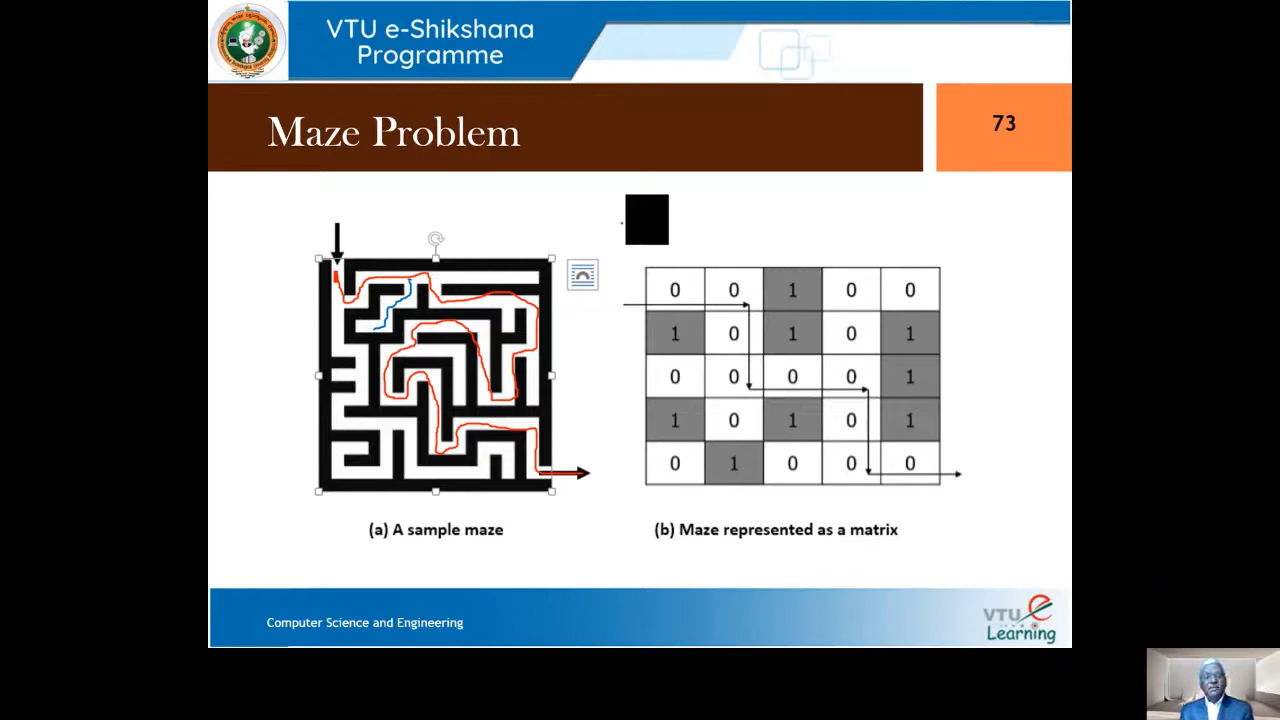 VTU e-Shikshana
Programme
Maze Problem
73
0 0 1 0 0
1 0 1 0 1
0 0 0 0 1
1 0 1 0 1
0 1 0 0 0
(a) A sample maze
(b) Maze represented as a matrix
Computer Science and Engineering
VTU e
Learning